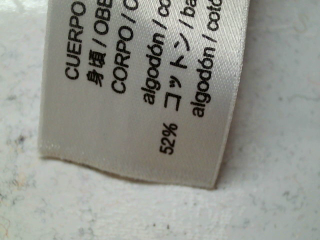 CUERPO
身頃 / OBE
CORPO / C
algodón / co
52% コットン / ba
algodón / cotó